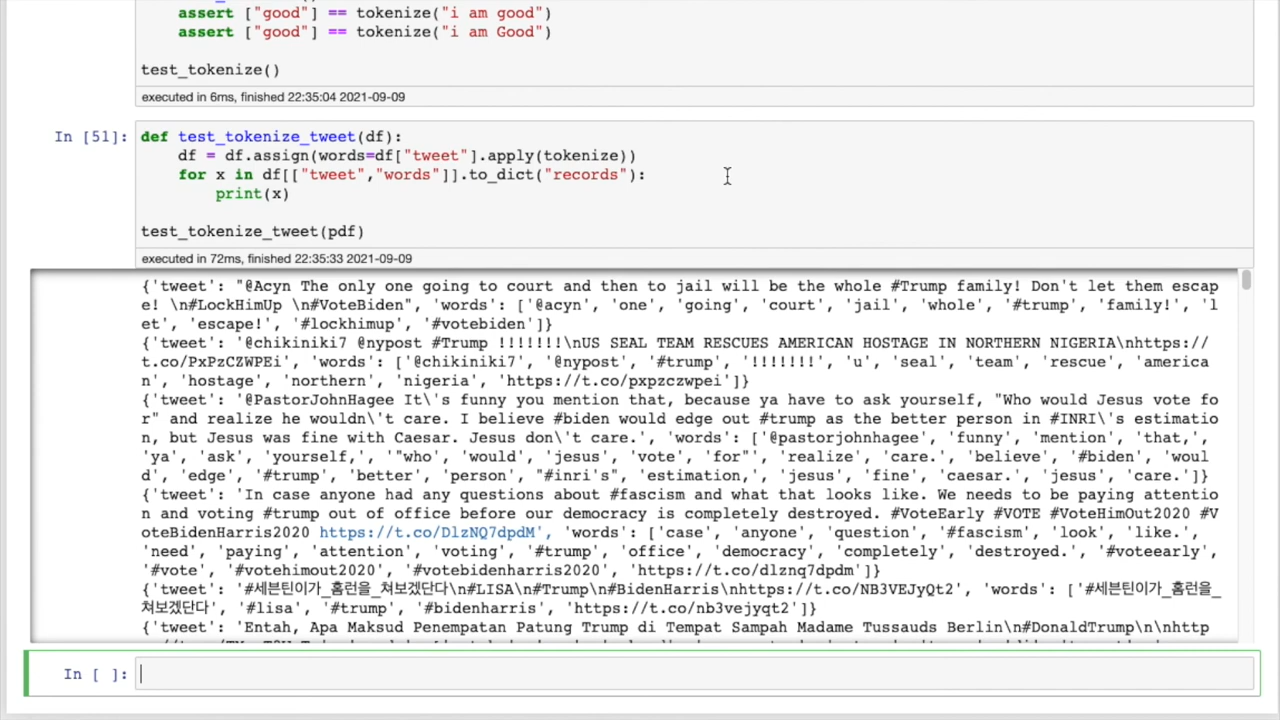 assert ["good"] == tokenize("i am good")
assert ["good"] == tokenize("i am Good")
test_tokenize()
executed in 6ms, finished 22:35:04 2021-09-09
In [51]:
def test_tokenize_tweet(df):
df = df.assign(words=df["tweet"].apply(tokenize))
for x in df[["tweet","words"]].to_dict("records"):
print(x)
test_tokenize_tweet(pdf)
executed in 72ms, finished 22:35:33 2021-09-09
{'tweet': "@Acyn The only one going to court and then to jail will be the whole #Trump family! Don't let them escap
e! \n#LockHimUp \n#VoteBiden", 'words': ['@acyn', 'one', 'going', 'court', 'jail', 'whole', '#trump', 'family!', 'l
et', 'escape!', '#lockhimup', '#votebiden']}
{'tweet': '@chikiniki7 @nypost #Trump !!!!!!!\nUS SEAL TEAM RESCUES AMERICAN HOSTAGE IN NORTHERN NIGERIA\nhttps://
t.co/PxPzCZWPEi', 'words': ['@chikiniki7', '@nypost', '#trump', '!!!!!!!', 'u', 'seal', 'team', 'rescue', 'america
n', 'hostage', 'northern', 'nigeria', 'https://t.co/pxpzczwpei']}
{'tweet': '@PastorJohnHagee It\'s funny you mention that, because ya have to ask yourself, "Who would Jesus vote fo
r" and realize he wouldn\'t care. I believe #biden would edge out #trump as the better person in #INRI\'s estimatio
n, but Jesus was fine with Caesar. Jesus don\'t care.', 'words': ['@pastorjohnhagee', 'funny', 'mention', 'that,',
'ya', 'ask', 'yourself,', '"who', 'would', 'jesus', 'vote', 'for"', 'realize', 'care.', 'believe', '#biden', 'woul
d', 'edge', '#trump', 'better', 'person', "#inri's", 'estimation,', 'jesus', 'fine', 'caesar.', 'jesus', 'care.']}
{'tweet': 'In case anyone had any questions about #fascism and what that looks like. We needs to be paying attentio
n and voting #trump out of office before our democracy is completely destroyed. #VoteEarly #VOTE #VoteHimOut2020 #V
oteBidenHarris2020 https://t.co/DlzNQ7dpdM', 'words': ['case', 'anyone', 'question', '#fascism', 'look', 'like.',
'need', 'paying', 'attention', 'voting', '#trump', 'office', 'democracy', 'completely', 'destroyed.', '#voteearly',
'#vote', '#votehimout2020', '#votebidenharris2020', 'https://t.co/dlznq7dpdm']}
{'tweet': '#세븐틴이가_홈런을_쳐보겠단다\n#LISA\n#Trump\n#BidenHarris\nhttps://t.co/NB3VEJyQt2', 'words': ['#세븐틴이가_홈런을_
쳐보겠단다', '#lisa', '#trump', '#bidenharris', 'https://t.co/nb3vejyqt2']}
{'tweet': 'Entah, Apa Maksud Penempatan Patung Trump di Tempat Sampah Madame Tussauds Berlin\n#DonaldTrump\n\nhttp
In [ ]: